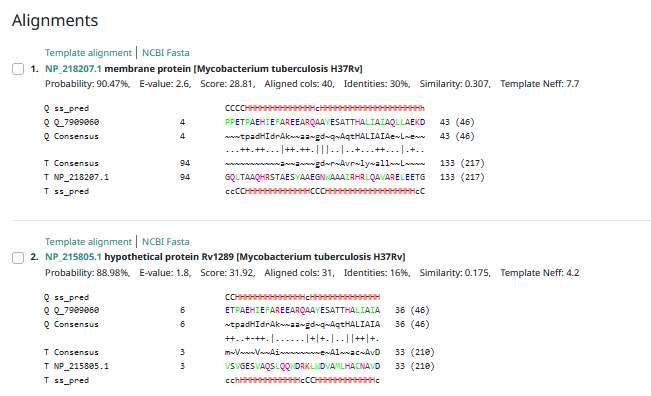 Alignments
Template alignment | NCBI Fasta
1. NP_218207.1 membrane protein [Mycobacterium tuberculosis H37Rv]
Probability: 90.47%, E-value: 2.6, Score: 28.81, Aligned cols: 40, Identities: 30%, Similarity: 0.307, Template Neff: 7.7
Q ss_pred CCCCHHHHHHHHHHHHHHcHHHHHHHHHHHHHHHHHHHHh
Q Q_7909060 4 PPETPAEHIEFAREEARQAAYESATTHALIAIAQLLAEKD 43 (46)
Q Consensus 4 ~~~tpadHIdrAk~~aa~gd~q~AqtHALIAIAe~L~e~~ 43 (46)
...++.++...|++.++.|||..|..+...++...|.+..
T Consensus 94 ~~~~~~~~~~~a~~a~~~gd~r~Avr~ly~all~~L~~~~ 133 (217)
T NP_218207.1 94 GQLTAAQHRSTAESYAAEGNWAAAIRHRLQAVARELEETG 133 (217)
T ss_pred ccCCHHHHHHHHHHHHHCCCHHHHHHHHHHHHHHHHHHcC
Template alignment | NCBI Fasta
2. NP_215805.1 hypothetical protein Rv1289 [Mycobacterium tuberculosis H37Rv]
Probability: 88.98%, E-value: 1.8, Score: 31.92, Aligned cols: 31, Identities: 16%, Similarity: 0.175, Template Neff: 4.2
Q ss_pred CCHHHHHHHHHHHHHHcHHHHHHHHHHHHHH
Q Q_7909060 6 ETPAEHIEFAREEARQAAYESATTHALIAIA 36 (46)
Q Consensus 6 ~tpadHIdrAk~~aa~gd~q~AqtHALIAIA 36 (46)
++..+-++.|......|+|+.|..||++|+.
T Consensus 3 m~V~~~V~~Ai~~~~~~~~e~Al~~ac~AvD 33 (210)
T NP_215805.1 3 VSVGESVAQSLQQWDRKLWDVAMLHACNAVD 33 (210)
T ss_pred cchHHHHHHHHHHHHcCCHHHHHHHHHHHHc